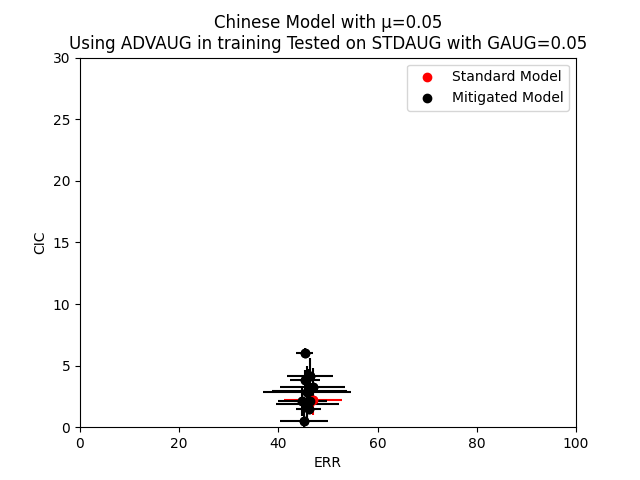 Chinese Model with μ=0.05
Using ADVAUG in training Tested on STDAUG with GAUG=0.05
Standard Model
Mitigated Model
30
25
20
15
10
5
0
CIC
0 20 40 60 80 100
ERR